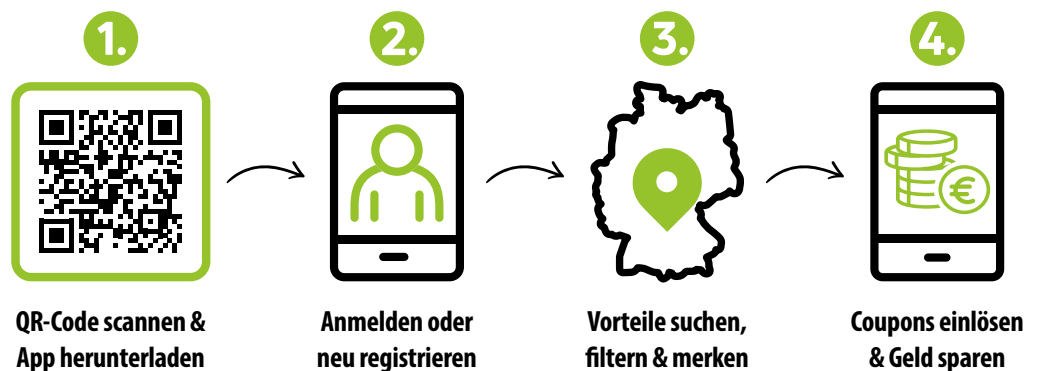 1.
QR-Code scannen &
App herunterladen
2.
Anmelden oder
neu registrieren
3.
Vorteile suchen,
filtern & merken
4.
€
Coupons einlösen
& Geld sparen